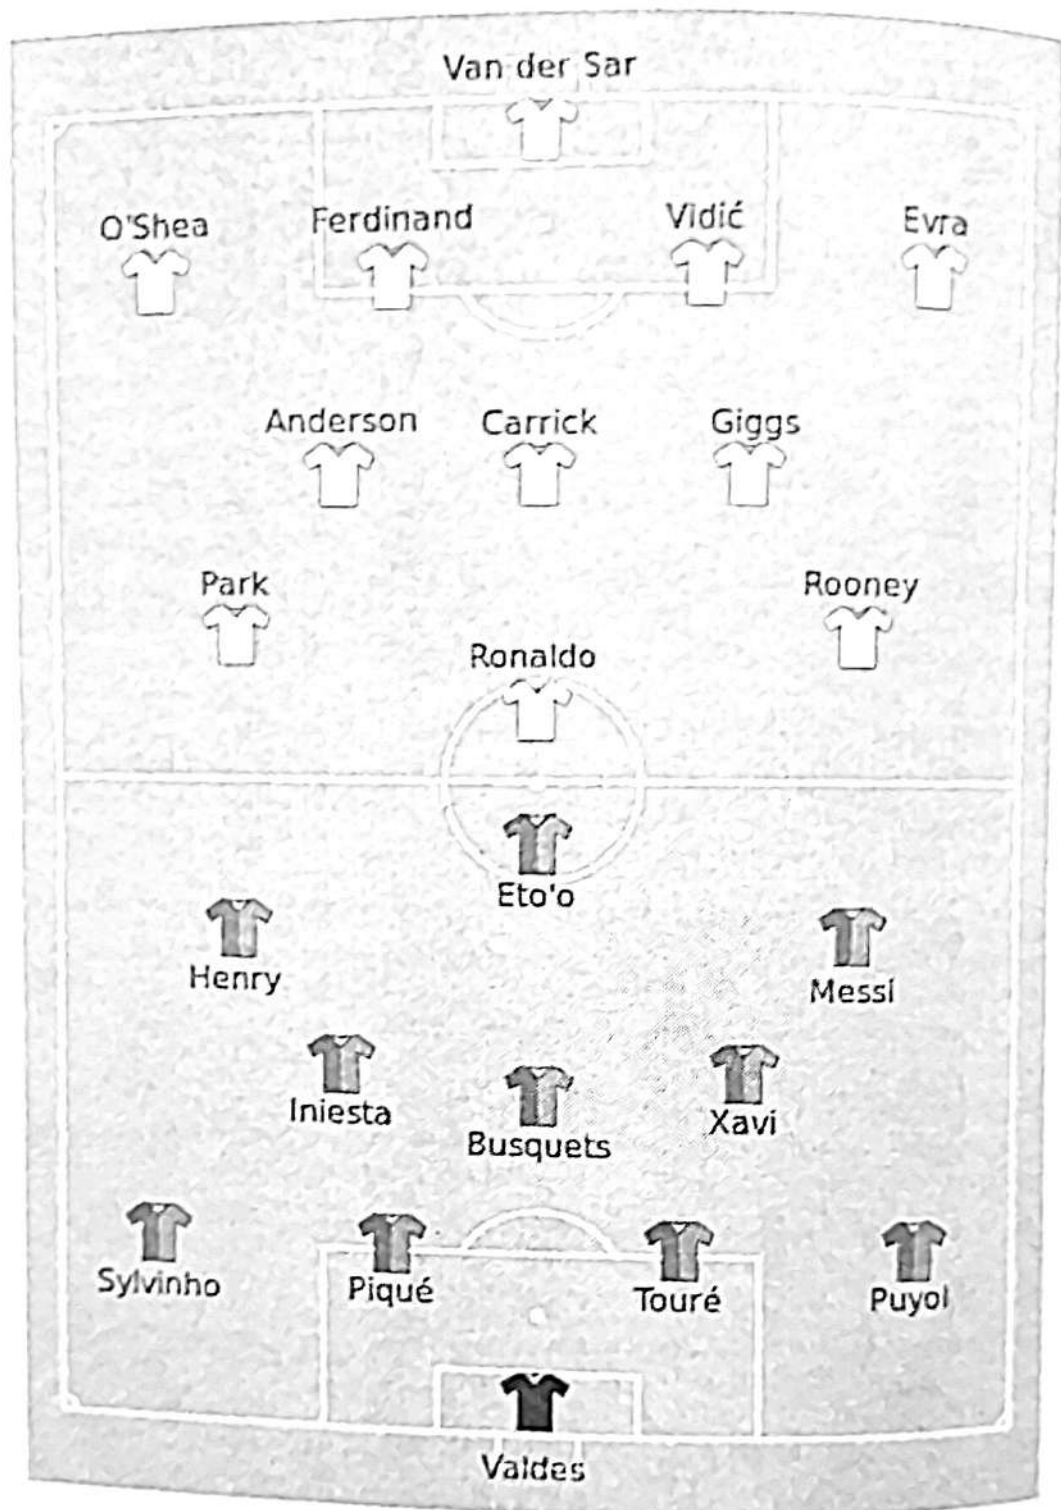 Van der Sar
O'Shea
Ferdinand
Vidić
Evra
Anderson
Carrick
Giggs
Park
Rooney
Ronaldo
Eto'o
Henry
Messi
Iniesta
Busquets
Xavi
Sylvinho
Piqué
Touré
Puyol
Valdes